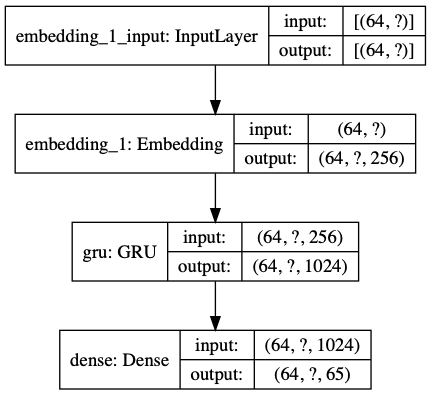 embedding_1_input: InputLayer
input: [(64, ?)]
output: [(64, ?)]
embedding_1: Embedding
input: (64, ?)
output: (64, ?, 256)
gru: GRU
input: (64, ?, 256)
output: (64, ?, 1024)
dense: Dense
input: (64, ?, 1024)
output: (64, ?, 65)